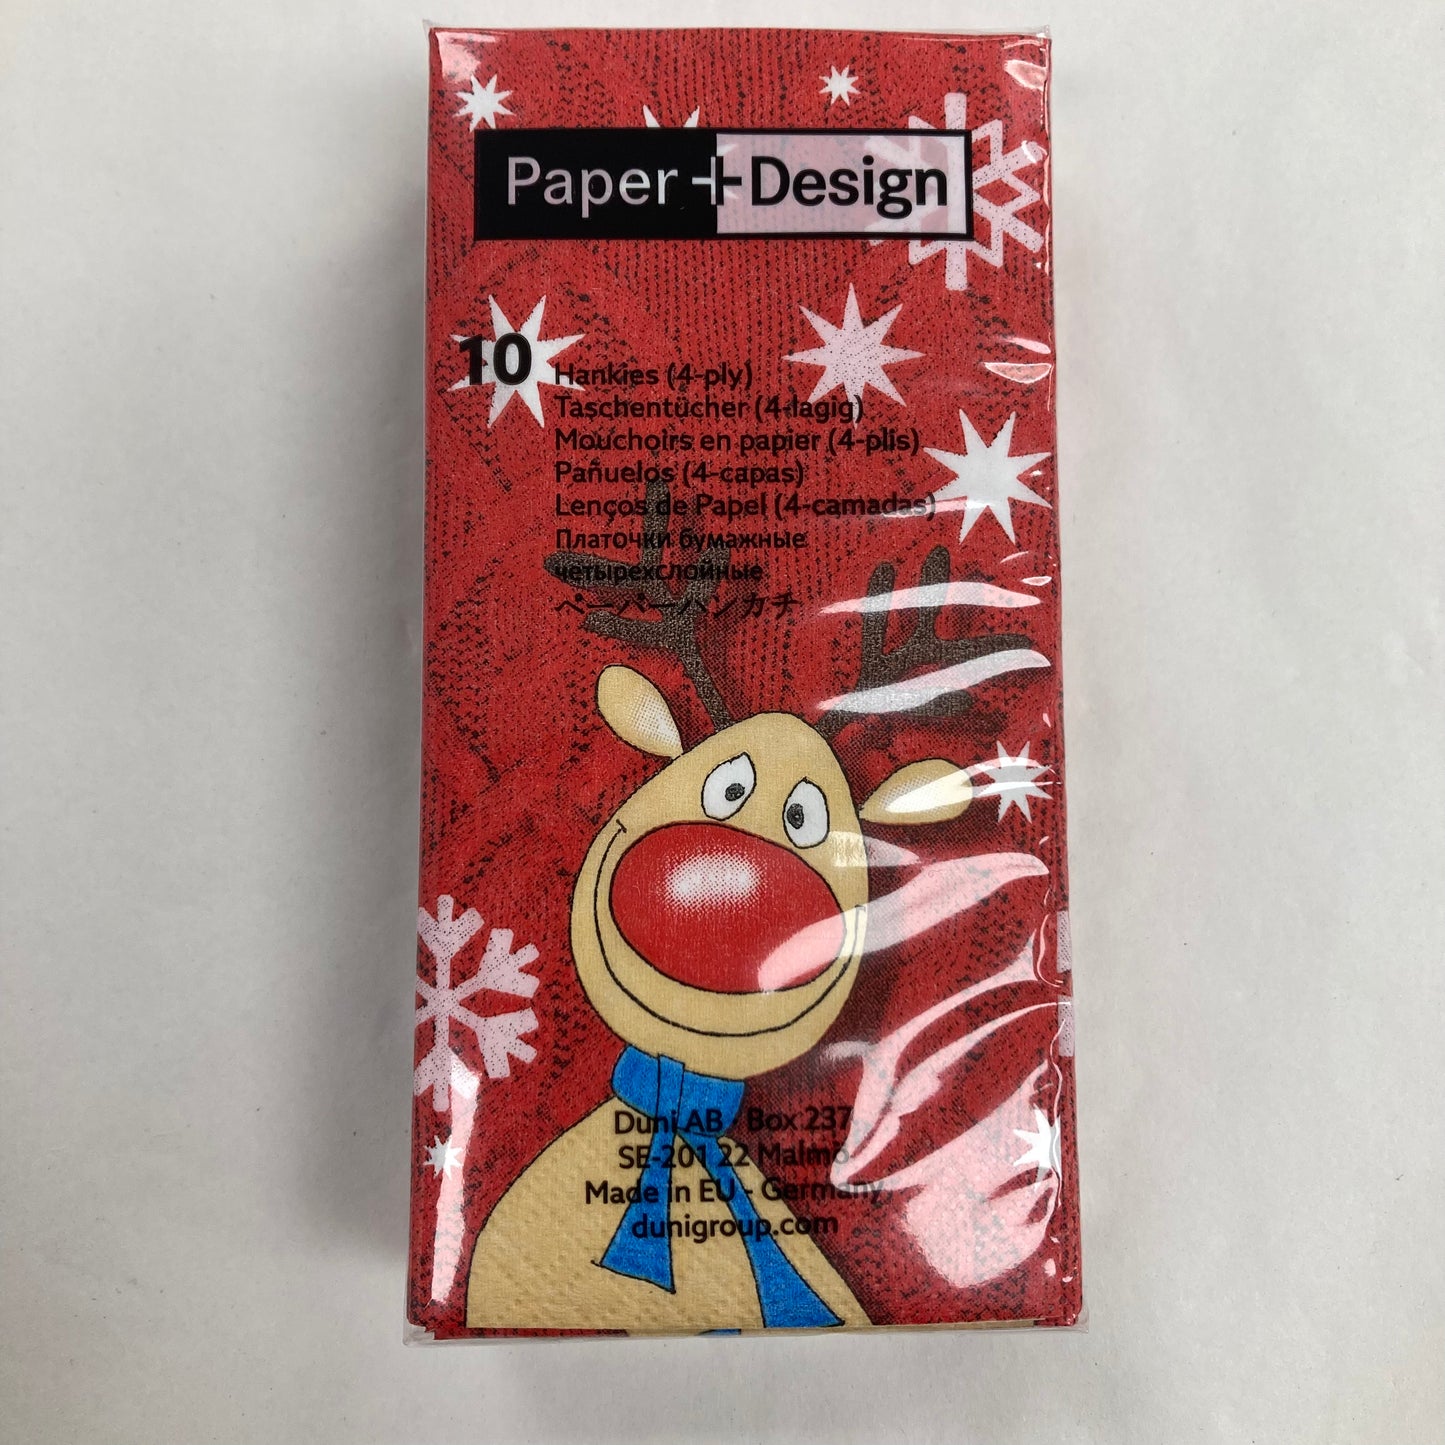 Paper + Design
10 Hankies (4-ply)
Taschentücher (4-lagig)
Mouchoirs en papier (4-plis)
Pañuelos (4-capas)
Lenços de Papel (4-camadas)
Платочки бумажные
четырехслойные
ペーパーハンカチ
Duni AB Box 237
SE-201 22 Malmö
Made in EU - Germany
dunigroup.com